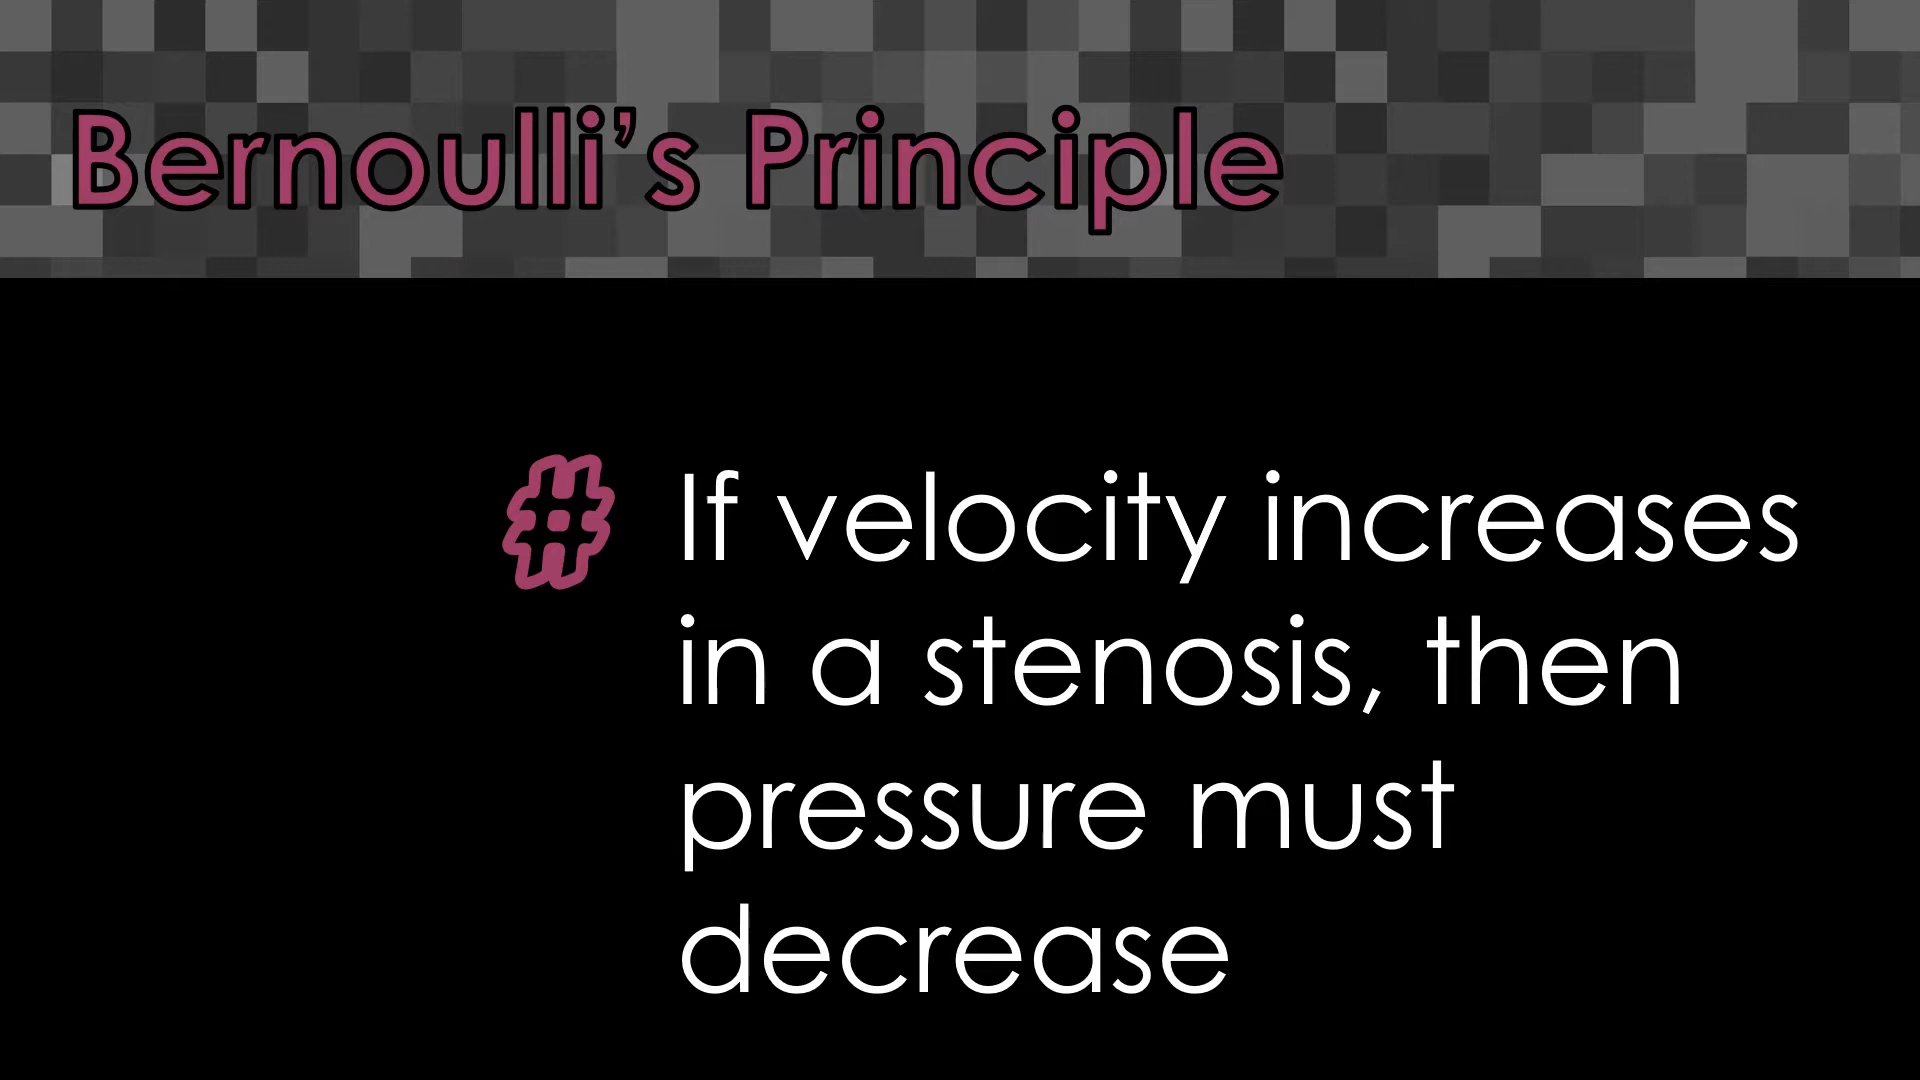 Bernoulli’s Principle
# If velocity increases
in a stenosis, then
pressure must
decrease